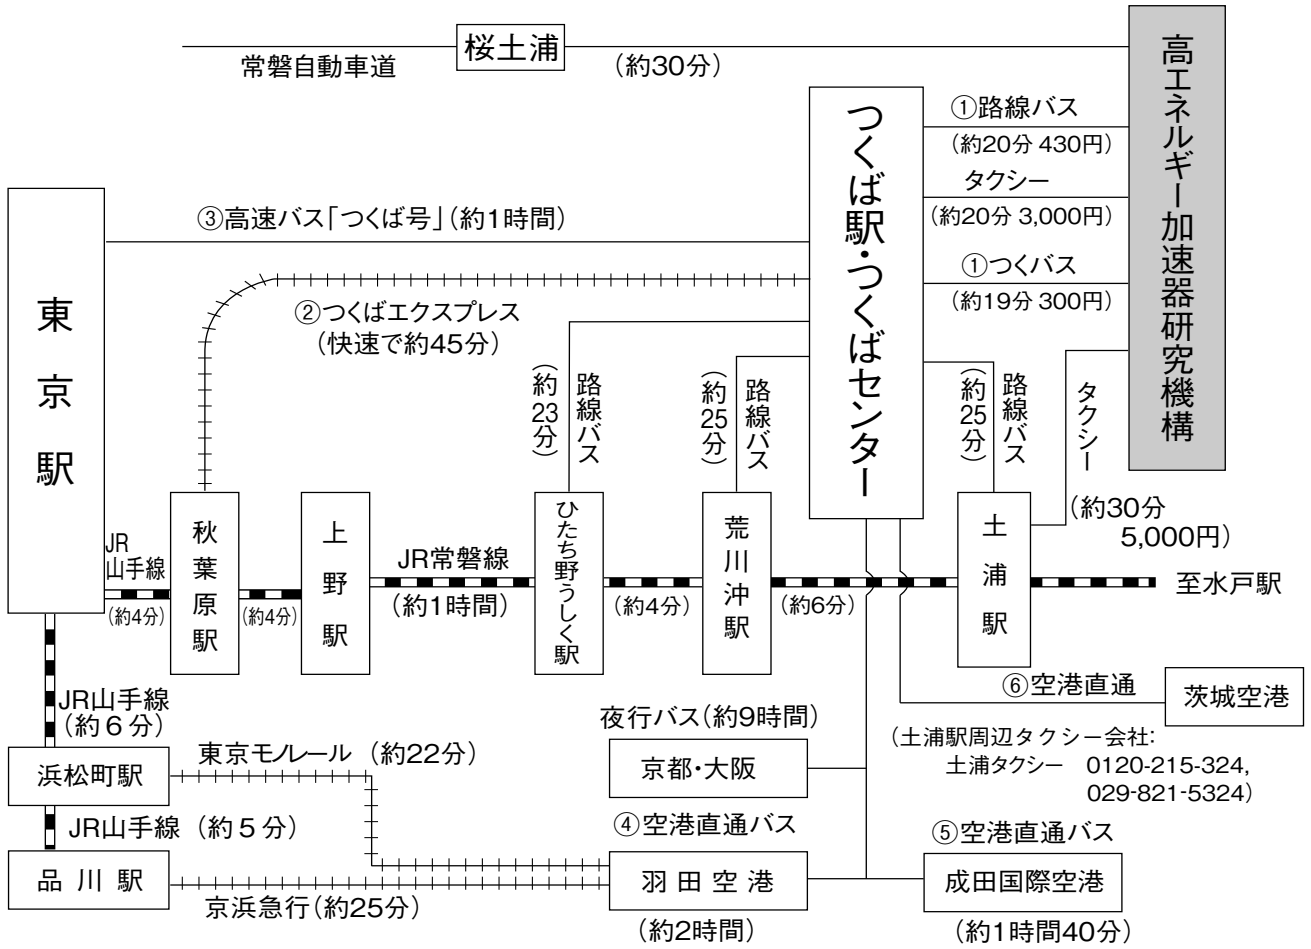 桜土浦
常磐自動車道
(約30分)
高エネルギー加速器研究機構
つくば駅・つくばセンター
①路線バス
(約20分 430円)
タクシー
(約20分 3,000円)
①つくバス
(約19分 300円)
東京駅
③高速バス「つくば号」(約1時間)
②つくばエクスプレス
(快速で約45分)
路線バス
(約23分)
路線バス
(約25分)
路線バス
(約25分)
タクシー
(約30分
5,000円)
JR
山手線
(約4分)
秋葉原駅
(約4分)
上野駅
JR常磐線
(約1時間)
ひたち野うしく駅
(約4分)
荒川沖駅
(約6分)
土浦駅
至水戸駅
JR山手線
(約6分)
⑥空港直通
茨城空港
夜行バス(約9時間)
京都・大阪
(土浦駅周辺タクシー会社:
土浦タクシー 0120-215-324,
029-821-5324)
浜松町駅
東京モノレール (約22分)
JR山手線 (約5分)
④空港直通バス
⑤空港直通バス
品川駅
京浜急行(約25分)
羽田空港
(約2時間)
成田国際空港
(約1時間40分)